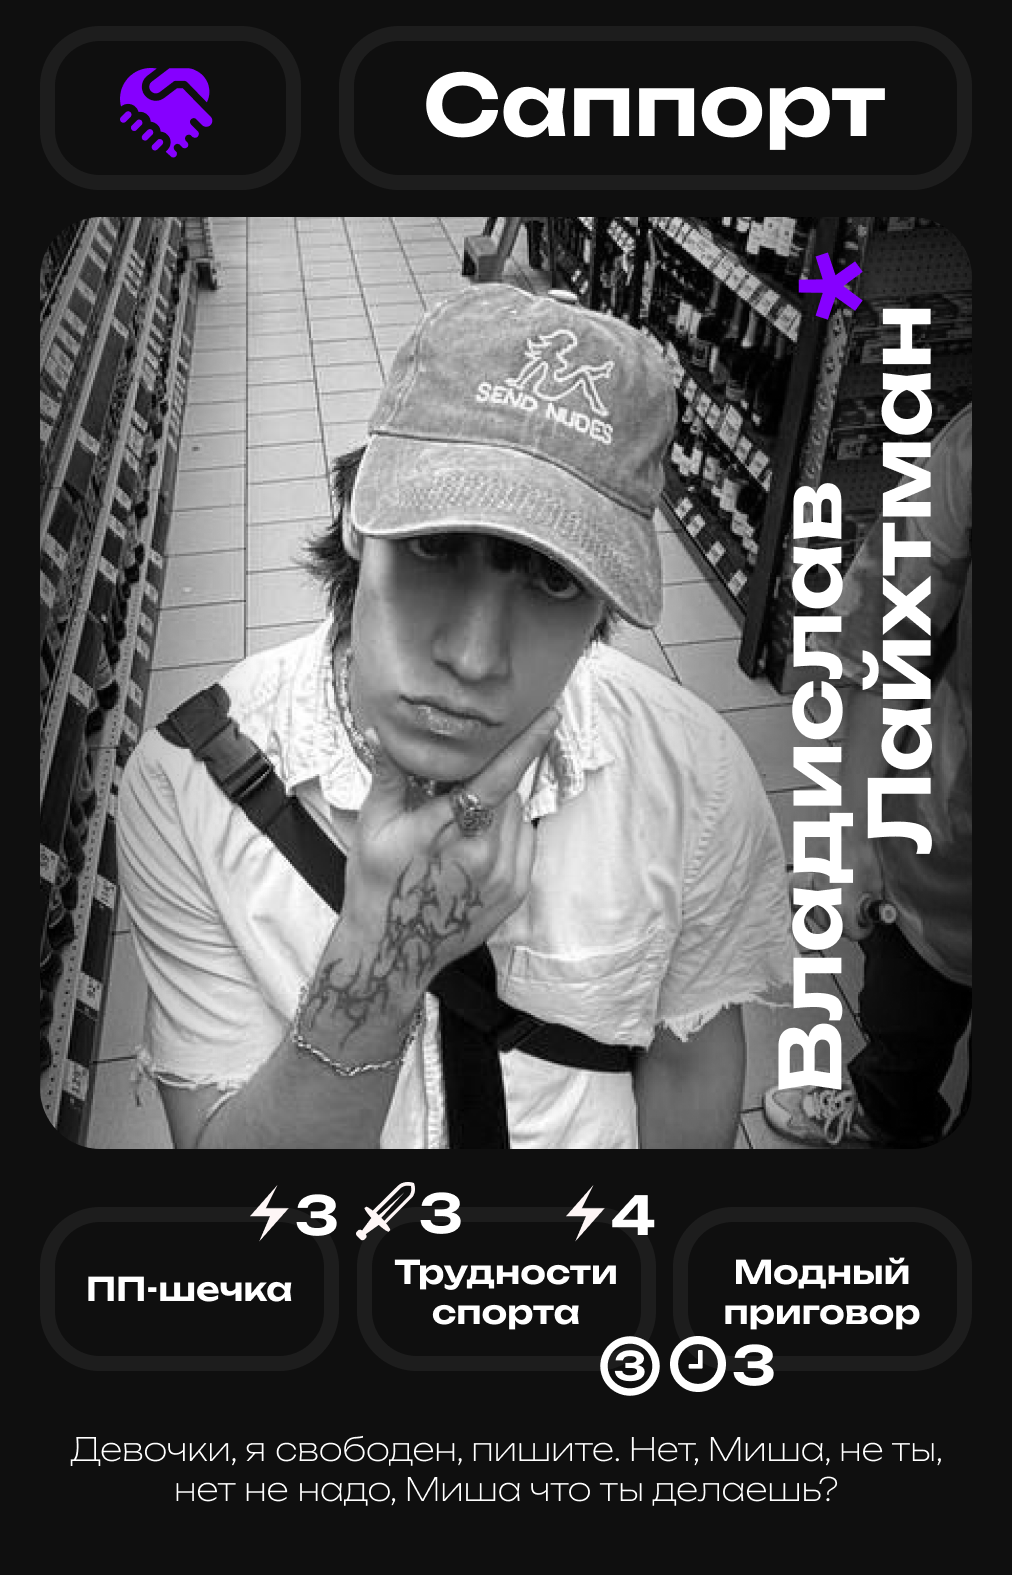 Саппорт
SEND NUDES
*
Владислав
Лайхтман
3 3 4
ПП-шечка
Трудности
спорта
Модный
приговор
3 3
Девочки, я свободен, пишите. Нет, Миша, не ты,
нет не надо, Миша что ты делаешь?